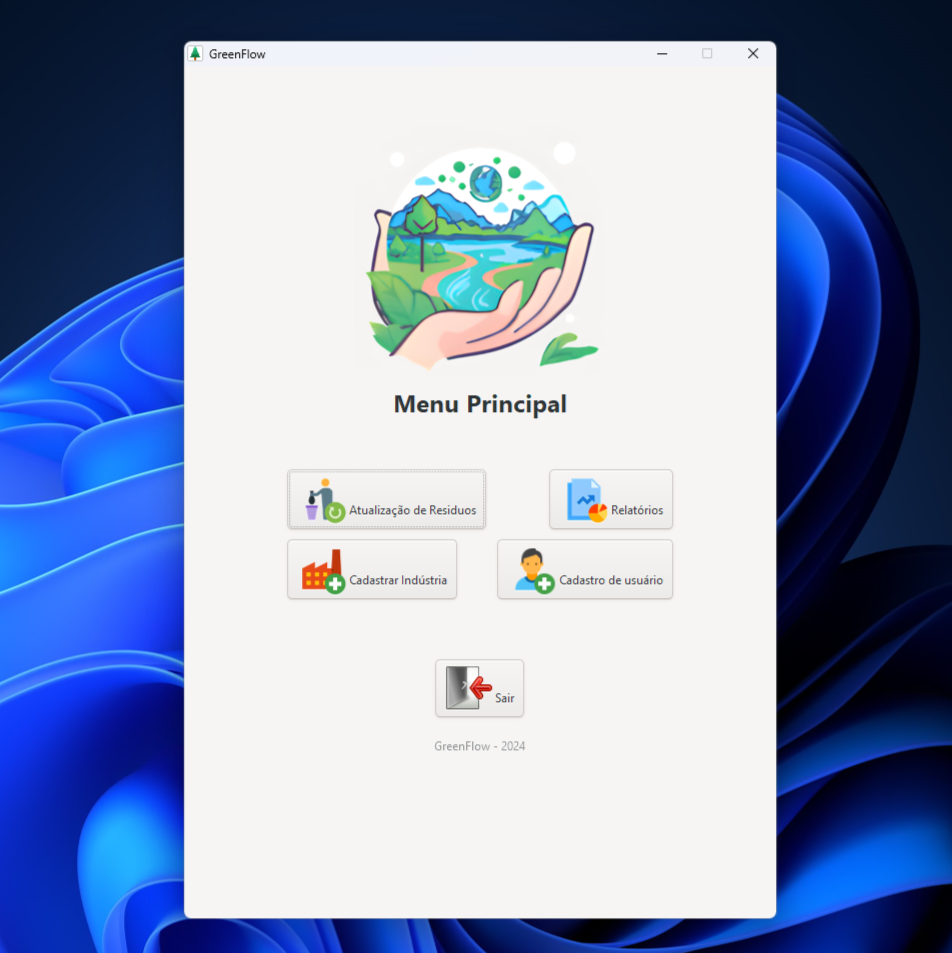 GreenFlow
Menu Principal
Atualização de Residuos
Relatórios
Cadastrar Indústria
Cadastro de usuário
Sair
GreenFlow - 2024